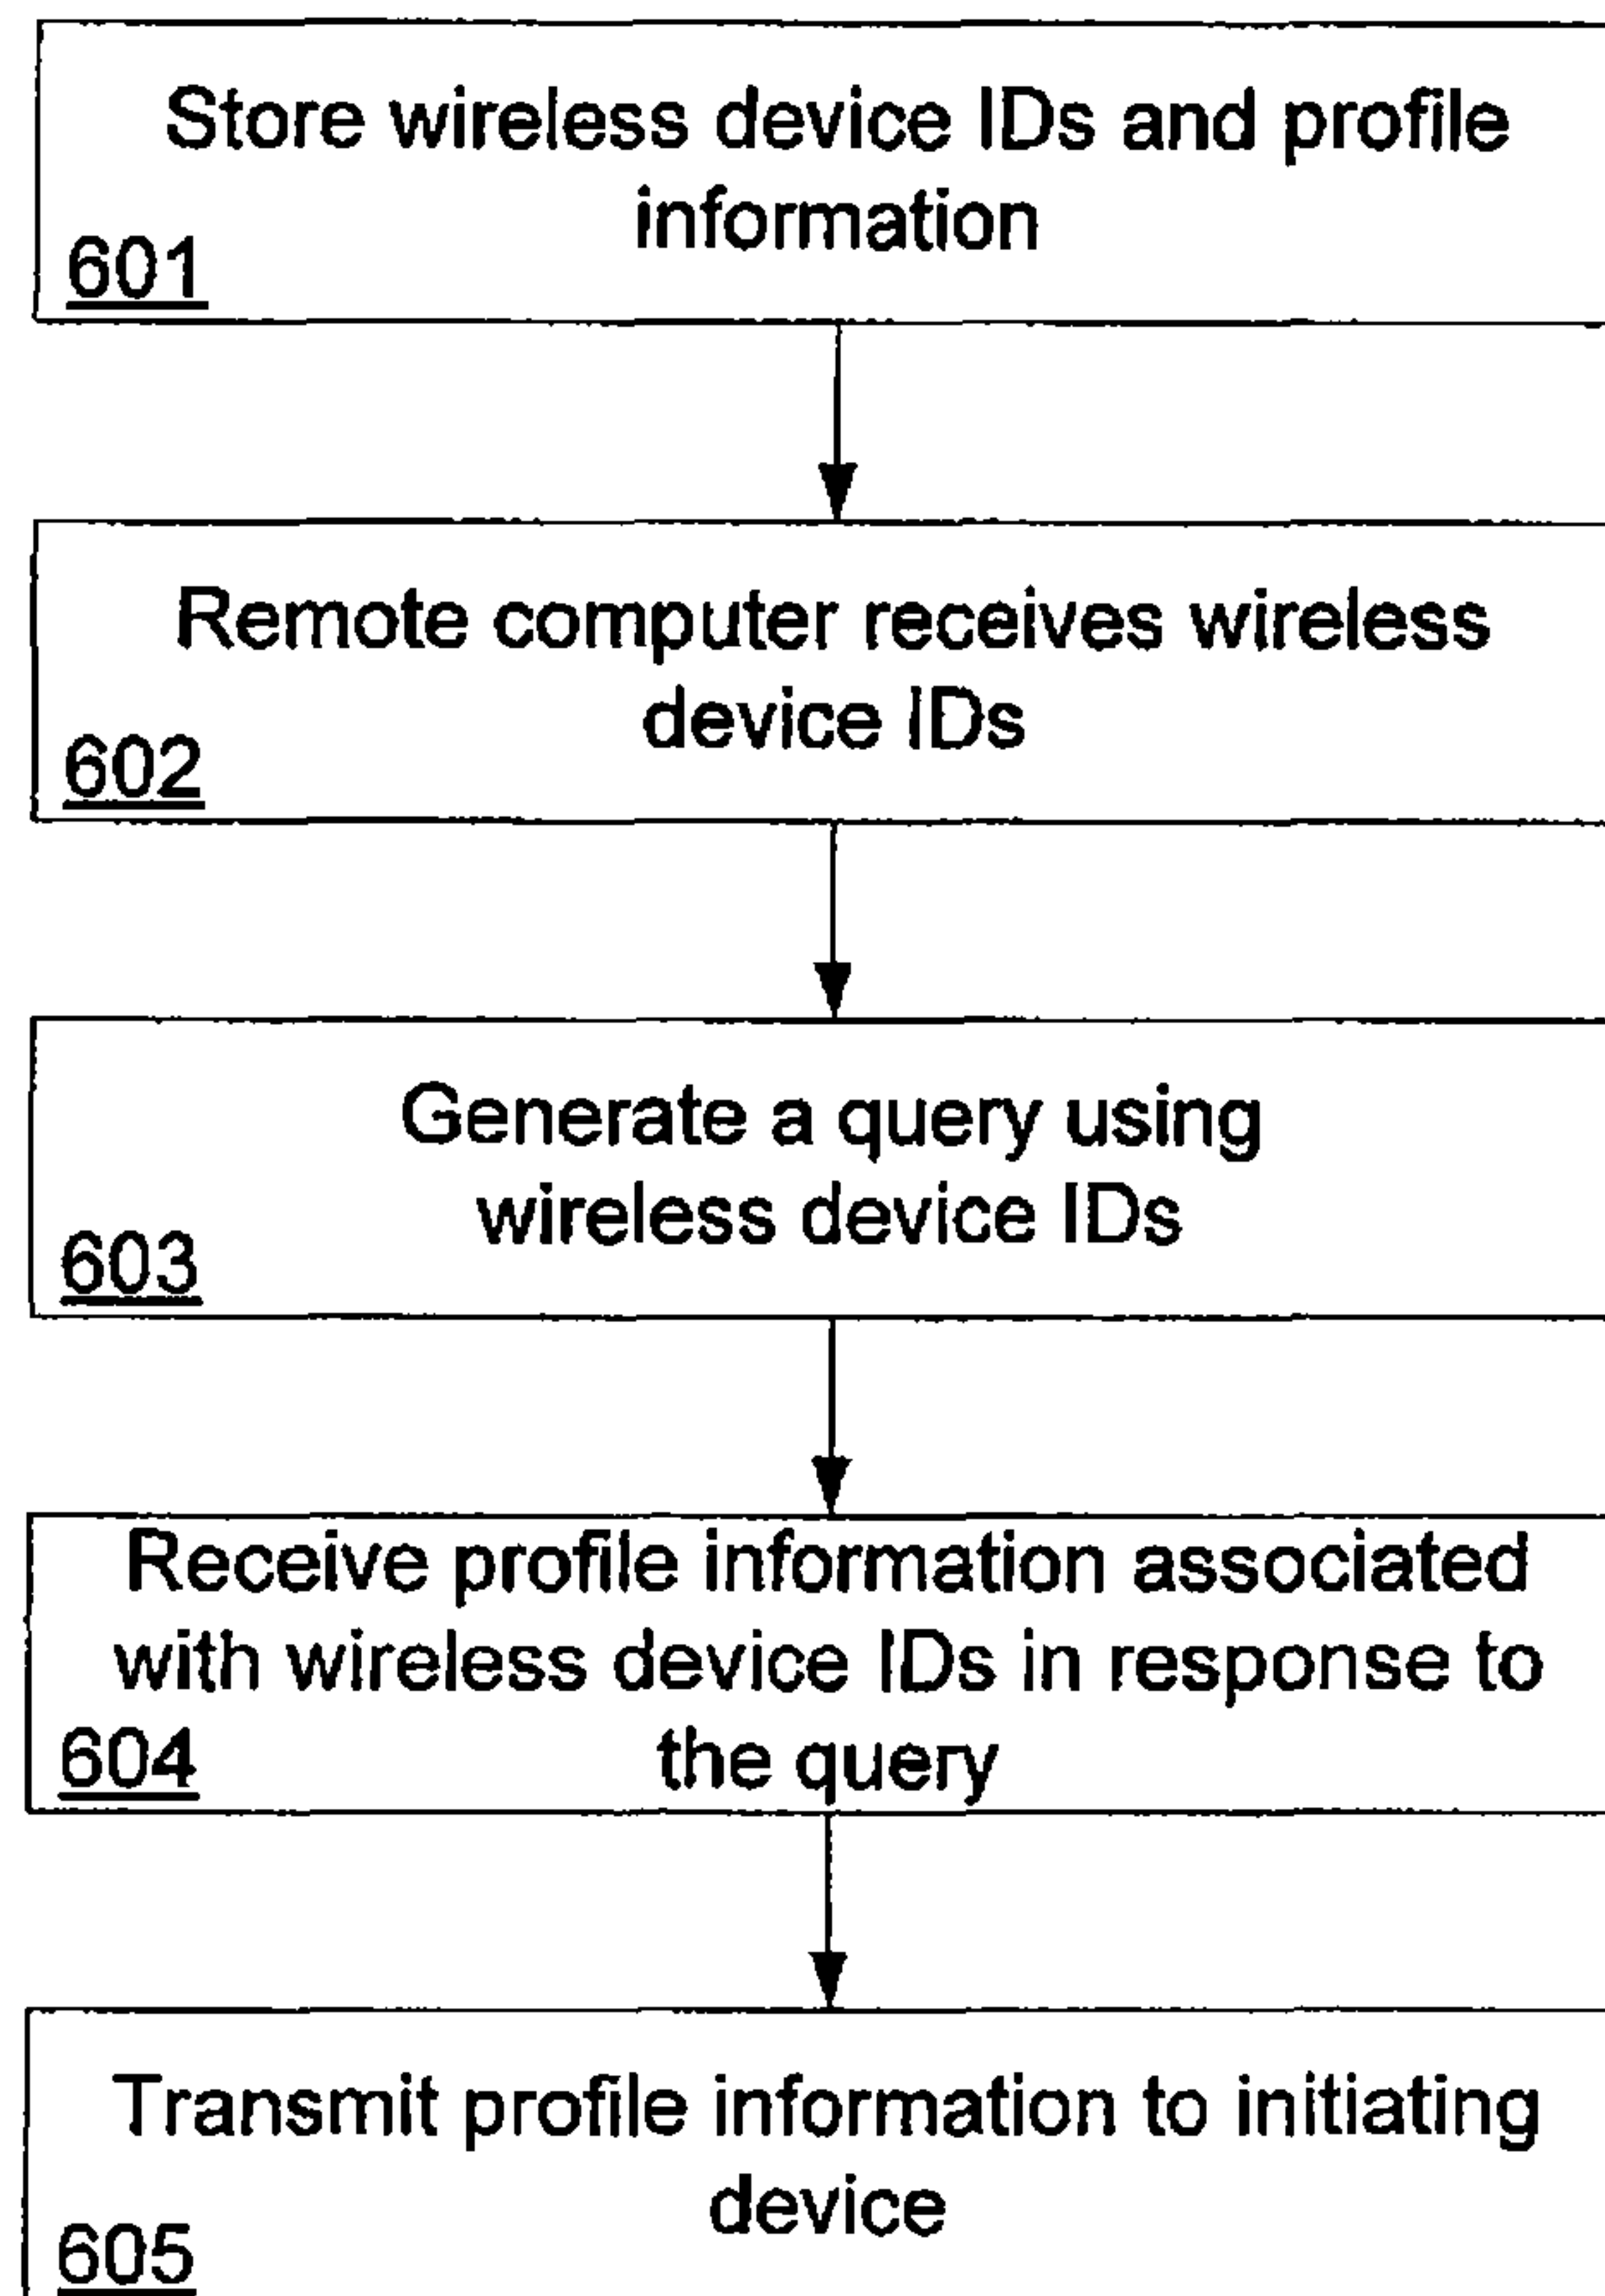 Store wireless device IDs and profile
information
601
Remote computer receives wireless
device IDs
602
Generate a query using
wireless device IDs
603
Receive profile information associated
with wireless device IDs in response to
the query
604
Transmit profile information to initiating
device
605